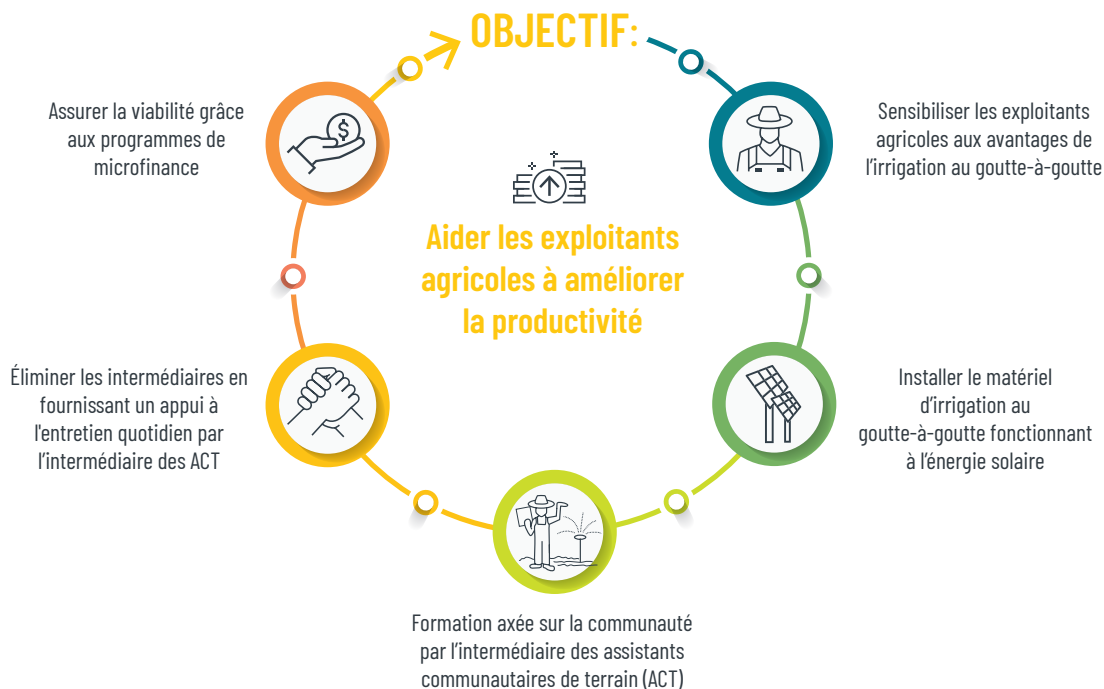 OBJECTIF:
Aider les exploitants
agricoles à améliorer
la productivité
Sensibiliser les exploitants
agricoles aux avantages de
l’irrigation au goutte-à-goutte
Installer le matériel
d’irrigation au
goutte-à-goutte fonctionnant
à l’énergie solaire
Formation axée sur la communauté
par l’intermédiaire des assistants
communautaires de terrain (ACT)
Éliminer les intermédiaires en
fournissant un appui à
l'entretien quotidien par
l’intermédiaire des ACT
Assurer la viabilité grâce
aux programmes de
microfinance
$